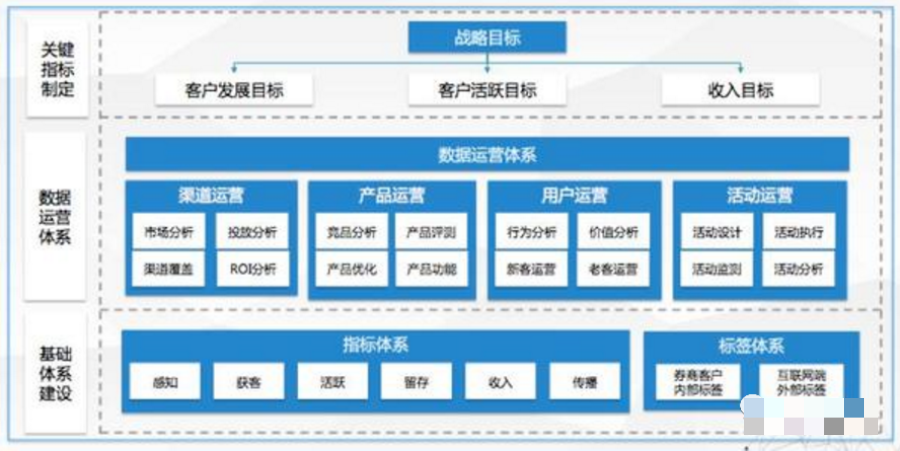 关键
指标
制定
战略目标
客户发展目标
客户活跃目标
收入目标
数据
运营
体系
数据运营体系
渠道运营
市场分析
投放分析
渠道覆盖
ROI分析
产品运营
竞品分析
产品评测
产品优化
产品功能
用户运营
行为分析
价值分析
新客运营
老客运营
活动运营
活动设计
活动执行
活动监测
活动分析
基础
体系
建设
指标体系
感知
获客
活跃
留存
收入
传播
标签体系
券商客户
内部标签
互联网端
外部标签